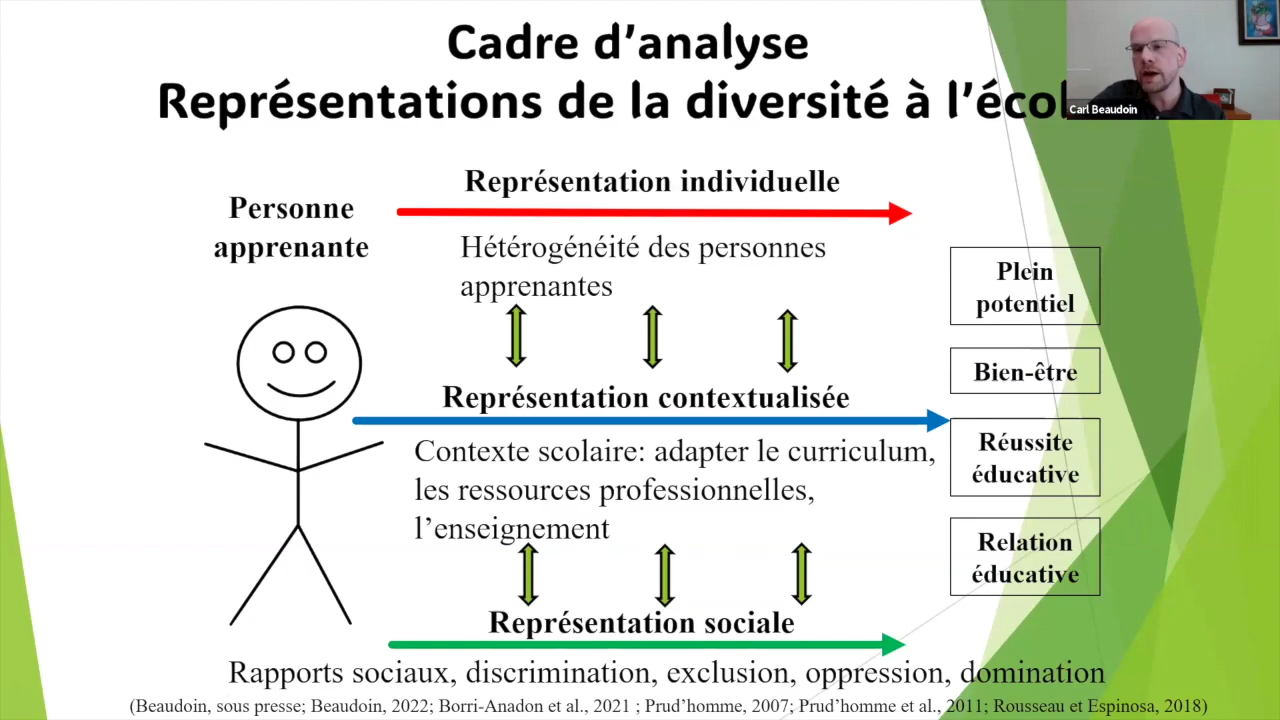 Cadre d’analyse
Représentations de la diversité à l’écol
Carl Beaudoin
Représentation individuelle
Personne
apprenante
Hétérogénéité des personnes
apprenantes
Plein
potentiel
Bien-être
Représentation contextualisée
Contexte scolaire: adapter le curriculum,
les ressources professionnelles,
l’enseignement
Réussite
éducative
Relation
éducative
Représentation sociale
Rapports sociaux, discrimination, exclusion, oppression, domination
(Beaudoin, sous presse; Beaudoin, 2022; Borri-Anadon et al., 2021 ; Prud’homme, 2007; Prud’homme et al., 2011; Rousseau et Espinosa, 2018)